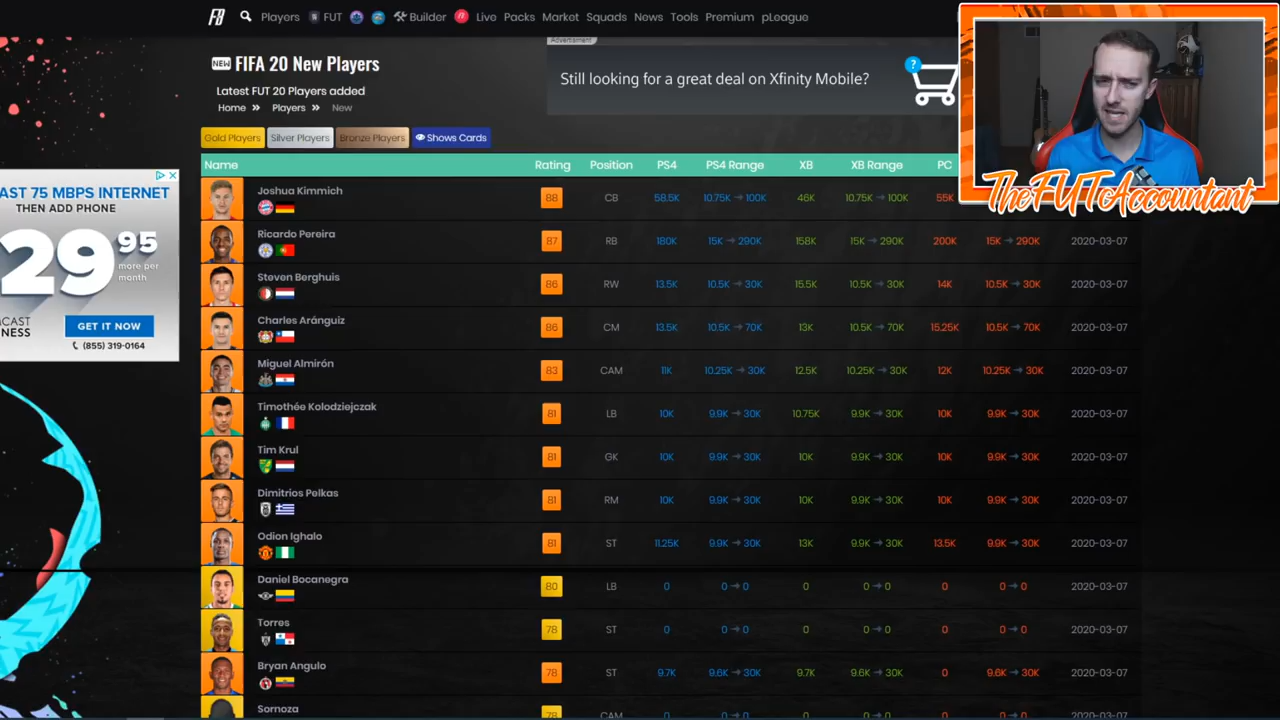 F8 Players FUT Builder Live Packs Market Squads News Tools Premium pLeague
Advertisement
NEW FIFA 20 New Players
Still looking for a great deal on Xfinity Mobile?
?
Latest FUT 20 Players added
Home » Players » New
Gold Players Silver Players Bronze Players Shows Cards
Name Rating Position PS4 PS4 Range XB XB Range PC
Joshua Kimmich 88 CB 58.5K 10.75K → 100K 46K 10.75K → 100K 55K
Ricardo Pereira 87 RB 180K 15K → 290K 158K 15K → 290K 200K 15K → 290K 2020-03-07
Steven Berghuis 86 RW 13.5K 10.5K → 30K 15.5K 10.5K → 30K 14K 10.5K → 30K 2020-03-07
Charles Aránguiz 86 CM 13.5K 10.5K → 70K 13K 10.5K → 70K 15.25K 10.5K → 70K 2020-03-07
Miguel Almirón 83 CAM 11K 10.25K → 30K 12.5K 10.25K → 30K 12K 10.25K → 30K 2020-03-07
Timothée Kolodziejczak 81 LB 10K 9.9K → 30K 10.75K 9.9K → 30K 10K 9.9K → 30K 2020-03-07
Tim Krul 81 GK 10K 9.9K → 30K 10K 9.9K → 30K 10K 9.9K → 30K 2020-03-07
Dimitrios Pelkas 81 RM 10K 9.9K → 30K 10K 9.9K → 30K 10K 9.9K → 30K 2020-03-07
Odion Ighalo 81 ST 11.25K 9.9K → 30K 13K 9.9K → 30K 13.5K 9.9K → 30K 2020-03-07
Daniel Bocanegra 80 LB 0 0 → 0 0 0 → 0 0 0 → 0 2020-03-07
Torres 78 ST 0 0 → 0 0 0 → 0 0 0 → 0 2020-03-07
Bryan Angulo 78 ST 9.7K 9.6K → 30K 9.7K 9.6K → 30K 0 9.6K → 30K 2020-03-07
Sornoza 78 CAM
TheFUTAccountant
AST 75 MBPS INTERNET
THEN ADD PHONE
29.95
more per
month
CAST
NESS
GET IT NOW
(855) 319-0164